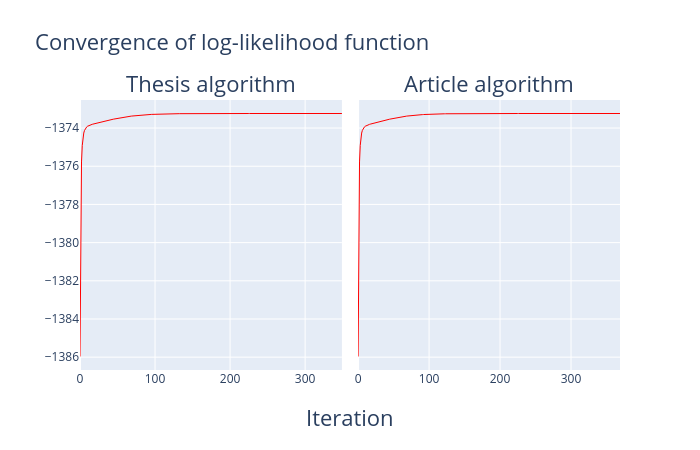 Convergence of log-likelihood function
Thesis algorithm
Article algorithm
−1374
−1376
−1378
−1380
−1382
−1384
−1386
0 100 200 300
0 100 200 300
Iteration